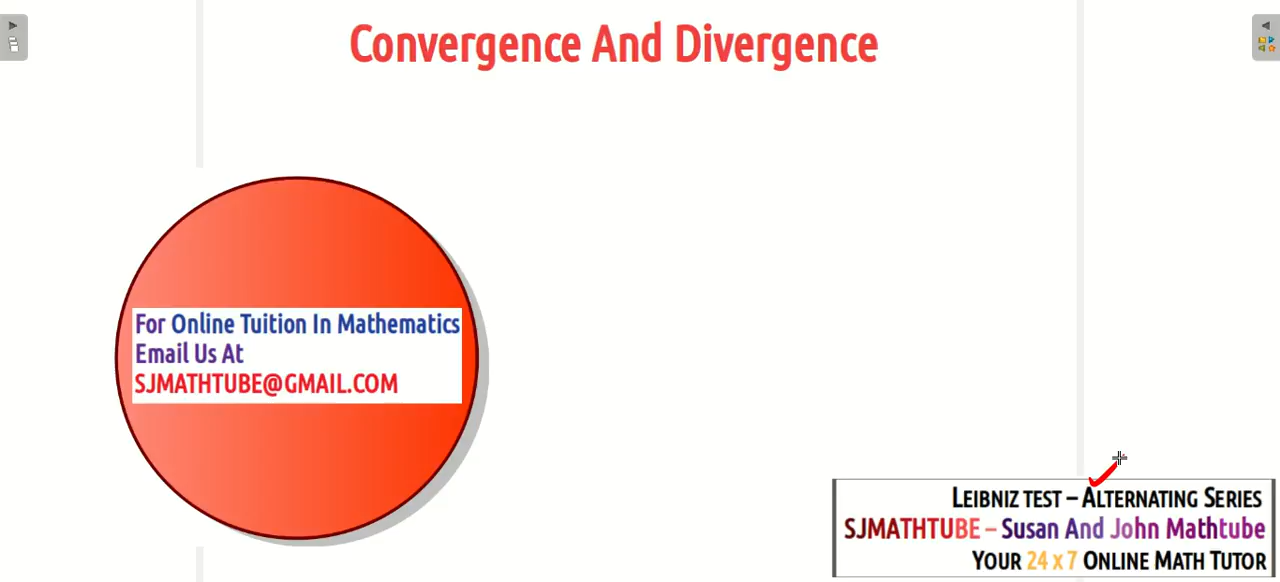 Convergence And Divergence
For Online Tuition In Mathematics
Email Us At
SJMATHTUBE@GMAIL.COM
LEIBNIZ TEST – ALTERNATING SERIES
SJMATHTUBE – Susan And John Mathtube
YOUR 24 x 7 ONLINE MATH TUTOR